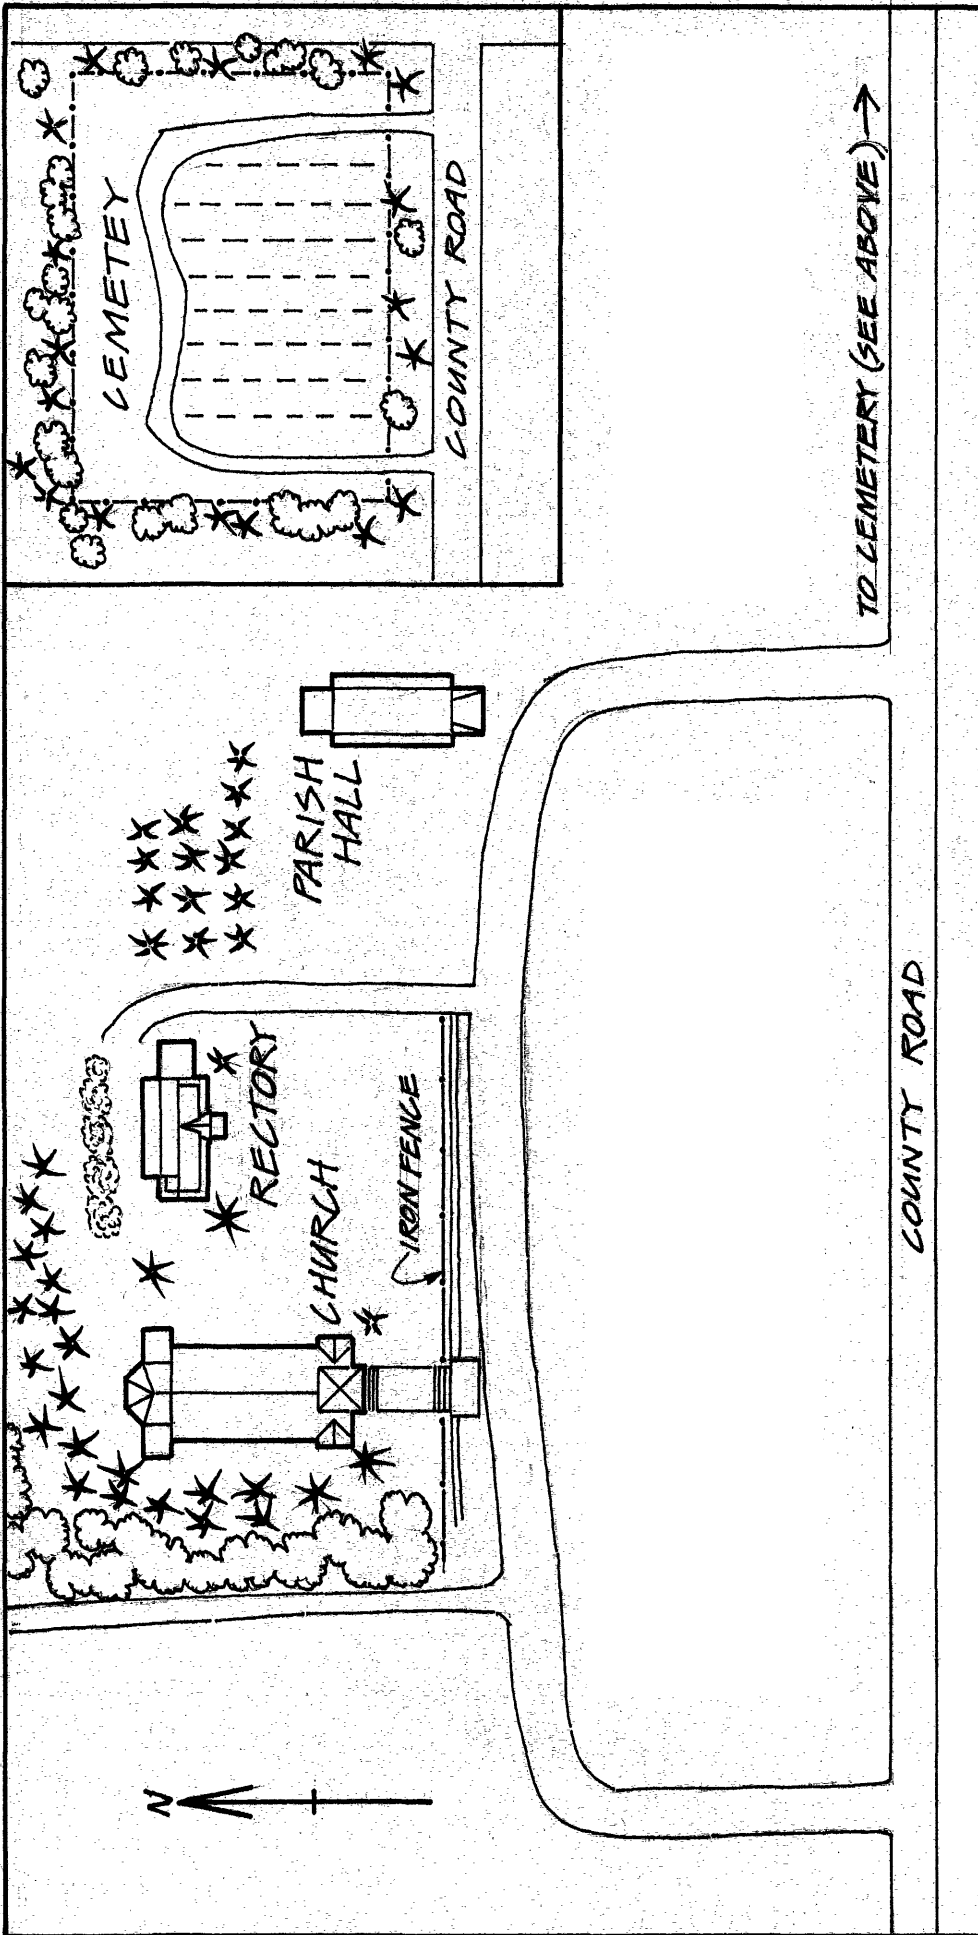 CEMETEY
COUNTY ROAD
TO CEMETERY (SEE ABOVE)
PARISH
HALL
RECTORY
CHURCH
IRON FENCE
COUNTY ROAD
N